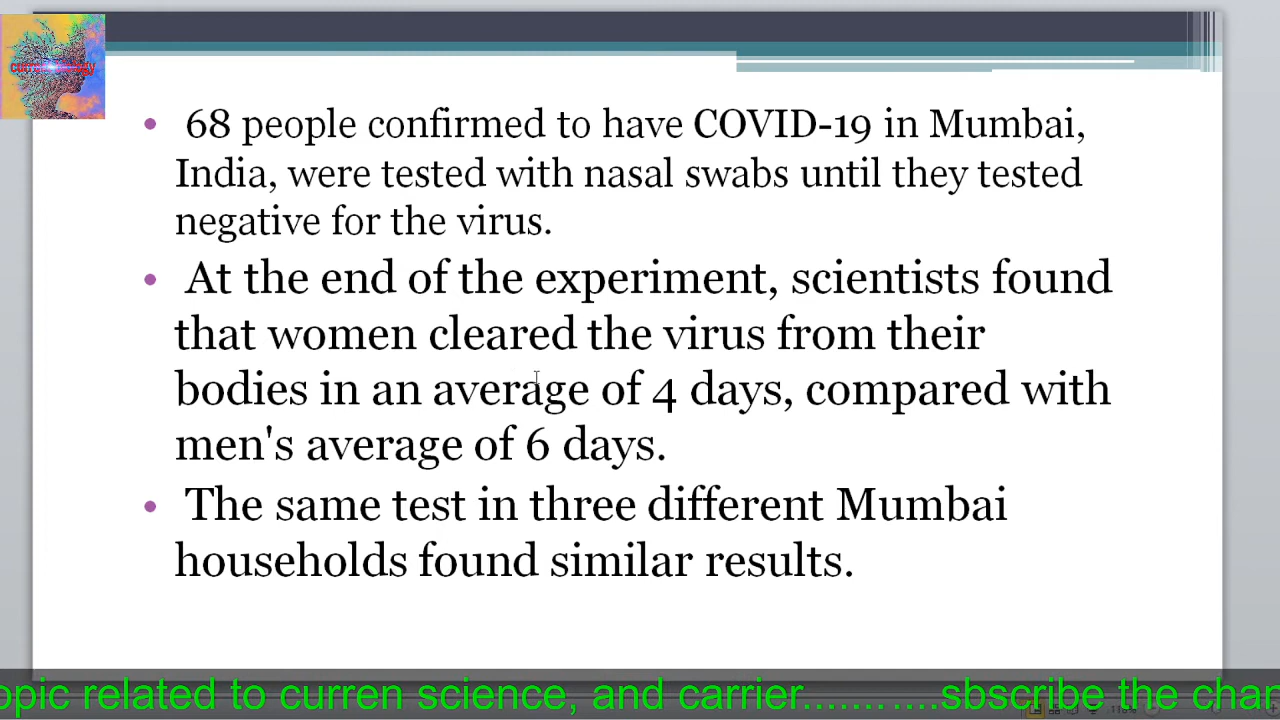 68 people confirmed to have COVID-19 in Mumbai,
India, were tested with nasal swabs until they tested
negative for the virus.
At the end of the experiment, scientists found
that women cleared the virus from their
bodies in an average of 4 days, compared with
men's average of 6 days.
The same test in three different Mumbai
households found similar results.
opic related to curren science, and carrier....... ....sbscribe the chan